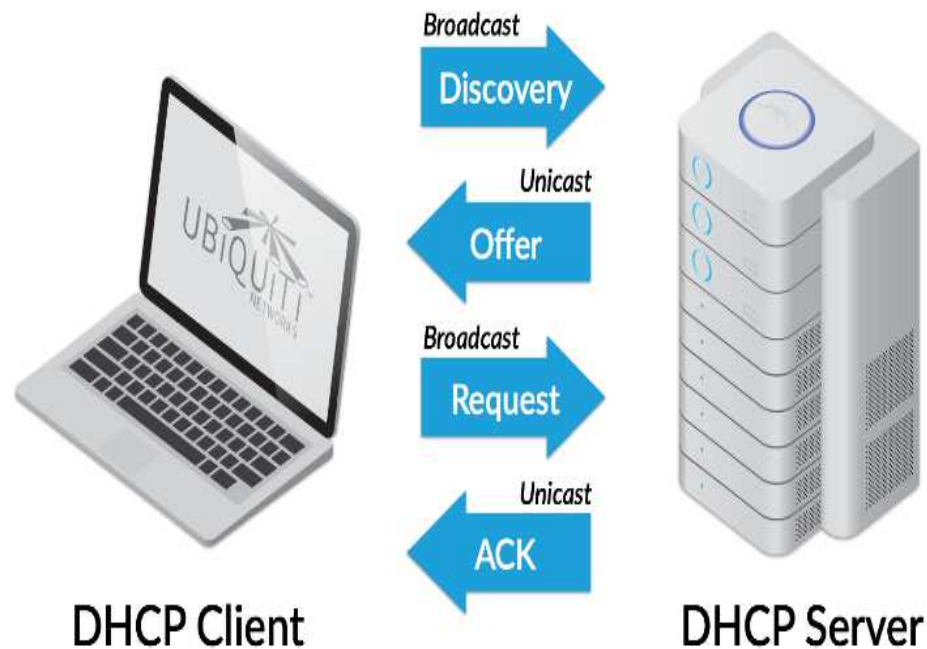 Broadcast
Discovery
Unicast
Offer
Broadcast
Request
Unicast
ACK
UBiQUiTi
NETWORKS
DHCP Client
DHCP Server